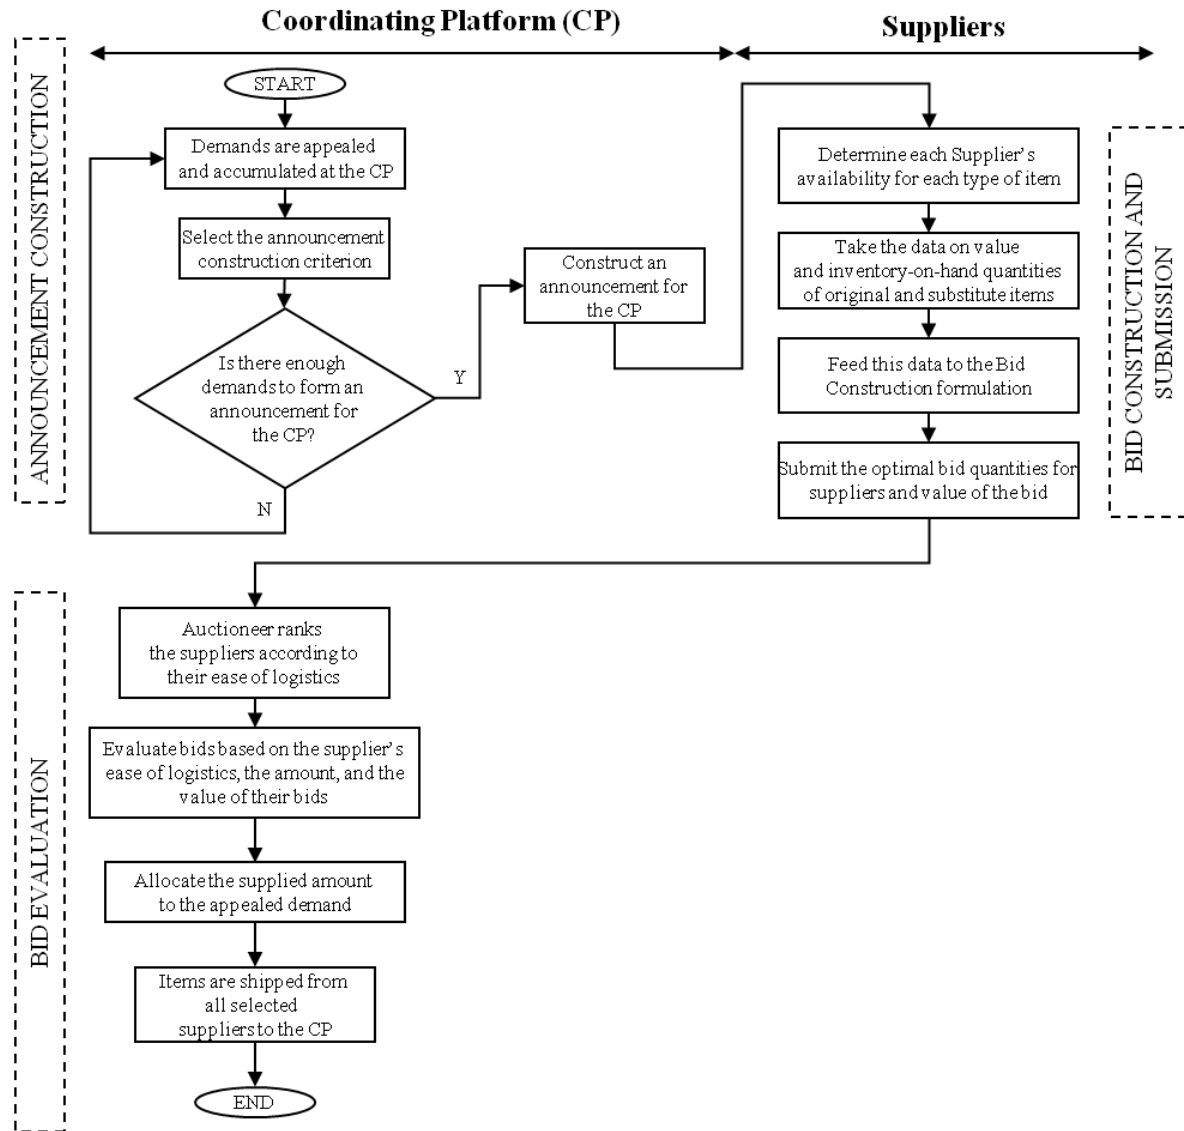 Coordinating Platform (CP)
Suppliers
ANNOUNCEMENT CONSTRUCTION
START
Demands are appealed
and accumulated at the CP
Select the announcement
construction criterion
Is there enough
demands to form an
announcement for
the CP?
Y
N
Construct an
announcement for
the CP
Determine each Supplier's
availability for each type of item
Take the data on value
and inventory-on-hand quantities
of original and substitute items
Feed this data to the Bid
Construction formulation
Submit the optimal bid quantities for
suppliers and value of the bid
BID CONSTRUCTION AND
SUBMISSION
BID EVALUATION
Auctioneer ranks
the suppliers according to
their ease of logistics
Evaluate bids based on the supplier's
ease of logistics, the amount, and the
value of their bids
Allocate the supplied amount
to the appealed demand
Items are shipped from
all selected
suppliers to the CP
END